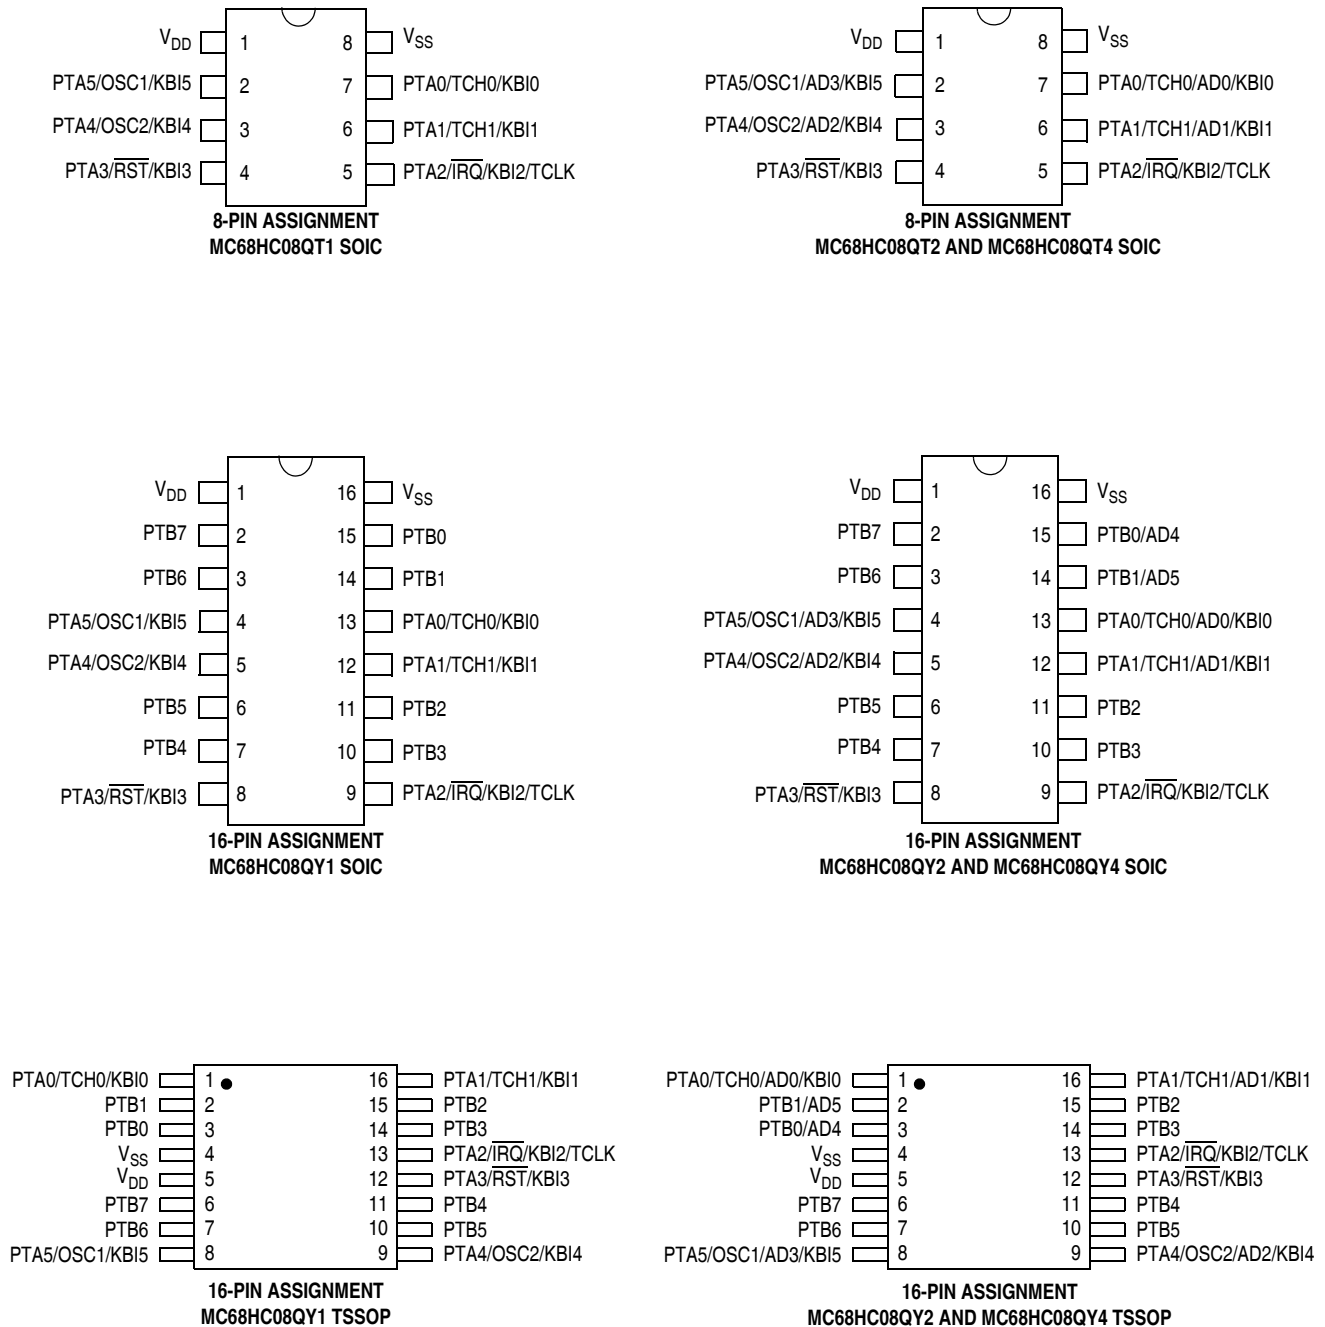 VDD 1 8 VSS
PTA5/OSC1/KBI5 2 7 PTA0/TCH0/KBI0
PTA4/OSC2/KBI4 3 6 PTA1/TCH1/KBI1
PTA3/RST/KBI3 4 5 PTA2/IRQ/KBI2/TCLK
8-PIN ASSIGNMENT
MC68HC08QT1 SOIC
VDD 1 8 VSS
PTA5/OSC1/AD3/KBI5 2 7 PTA0/TCH0/AD0/KBI0
PTA4/OSC2/AD2/KBI4 3 6 PTA1/TCH1/AD1/KBI1
PTA3/RST/KBI3 4 5 PTA2/IRQ/KBI2/TCLK
8-PIN ASSIGNMENT
MC68HC08QT2 AND MC68HC08QT4 SOIC
VDD 1 16 VSS
PTB7 2 15 PTB0
PTB6 3 14 PTB1
PTA5/OSC1/KBI5 4 13 PTA0/TCH0/KBI0
PTA4/OSC2/KBI4 5 12 PTA1/TCH1/KBI1
PTB5 6 11 PTB2
PTB4 7 10 PTB3
PTA3/RST/KBI3 8 9 PTA2/IRQ/KBI2/TCLK
16-PIN ASSIGNMENT
MC68HC08QY1 SOIC
VDD 1 16 VSS
PTB7 2 15 PTB0/AD4
PTB6 3 14 PTB1/AD5
PTA5/OSC1/AD3/KBI5 4 13 PTA0/TCH0/AD0/KBI0
PTA4/OSC2/AD2/KBI4 5 12 PTA1/TCH1/AD1/KBI1
PTB5 6 11 PTB2
PTB4 7 10 PTB3
PTA3/RST/KBI3 8 9 PTA2/IRQ/KBI2/TCLK
16-PIN ASSIGNMENT
MC68HC08QY2 AND MC68HC08QY4 SOIC
PTA0/TCH0/KBI0 1 16 PTA1/TCH1/KBI1
PTB1 2 15 PTB2
PTB0 3 14 PTB3
VSS 4 13 PTA2/IRQ/KBI2/TCLK
VDD 5 12 PTA3/RST/KBI3
PTB7 6 11 PTB4
PTB6 7 10 PTB5
PTA5/OSC1/KBI5 8 9 PTA4/OSC2/KBI4
16-PIN ASSIGNMENT
MC68HC08QY1 TSSOP
PTA0/TCH0/AD0/KBI0 1 16 PTA1/TCH1/AD1/KBI1
PTB1/AD5 2 15 PTB2
PTB0/AD4 3 14 PTB3
VSS 4 13 PTA2/IRQ/KBI2/TCLK
VDD 5 12 PTA3/RST/KBI3
PTB7 6 11 PTB4
PTB6 7 10 PTB5
PTA5/OSC1/AD3/KBI5 8 9 PTA4/OSC2/AD2/KBI4
16-PIN ASSIGNMENT
MC68HC08QY2 AND MC68HC08QY4 TSSOP